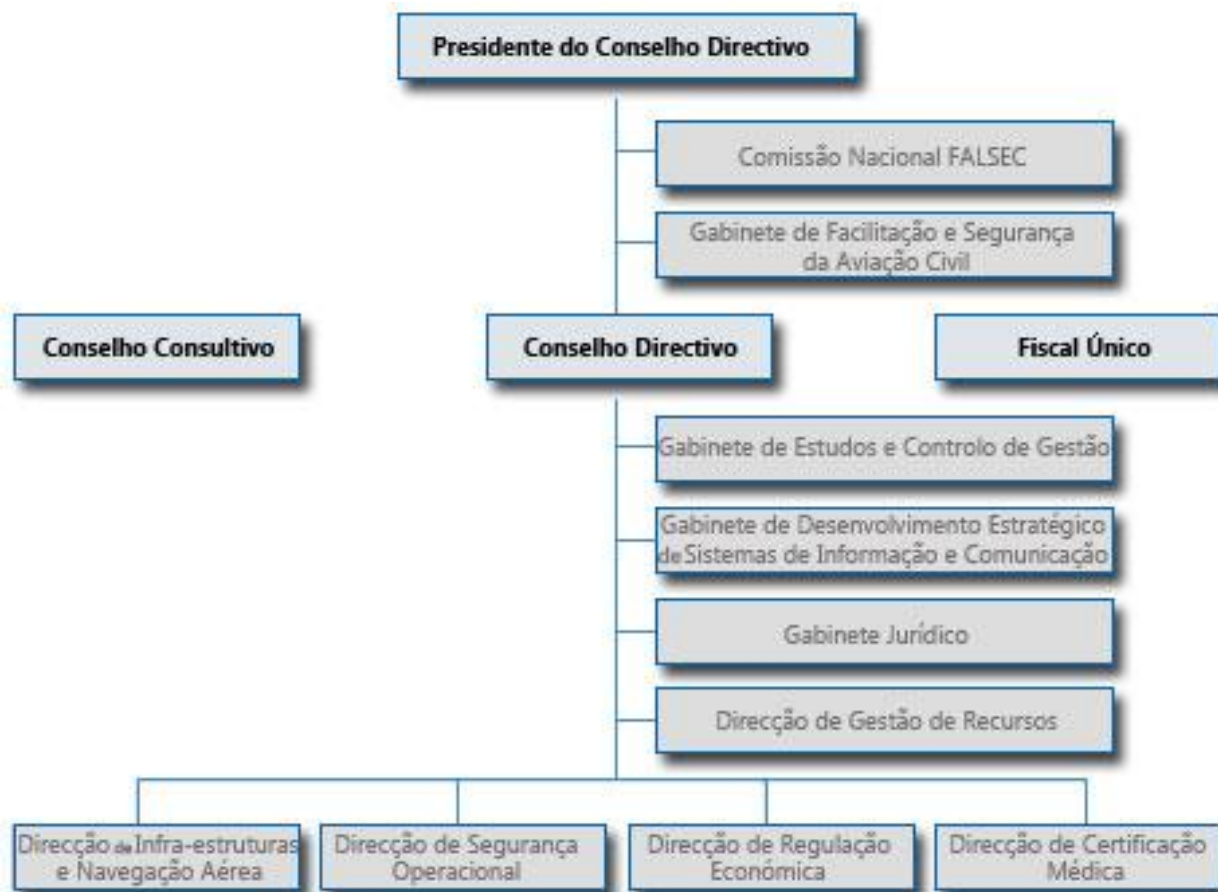 Presidente do Conselho Directivo
Comissão Nacional FALSEC
Gabinete de Facilitação e Segurança
da Aviação Civil
Conselho Consultivo
Conselho Directivo
Fiscal Único
Gabinete de Estudos e Controlo de Gestão
Gabinete de Desenvolvimento Estratégico
de Sistemas de Informação e Comunicação
Gabinete Jurídico
Direcção de Gestão de Recursos
Direcção de Infra-estruturas
e Navegação Aérea
Direcção de Segurança
Operacional
Direcção de Regulação
Económica
Direcção de Certificação
Médica